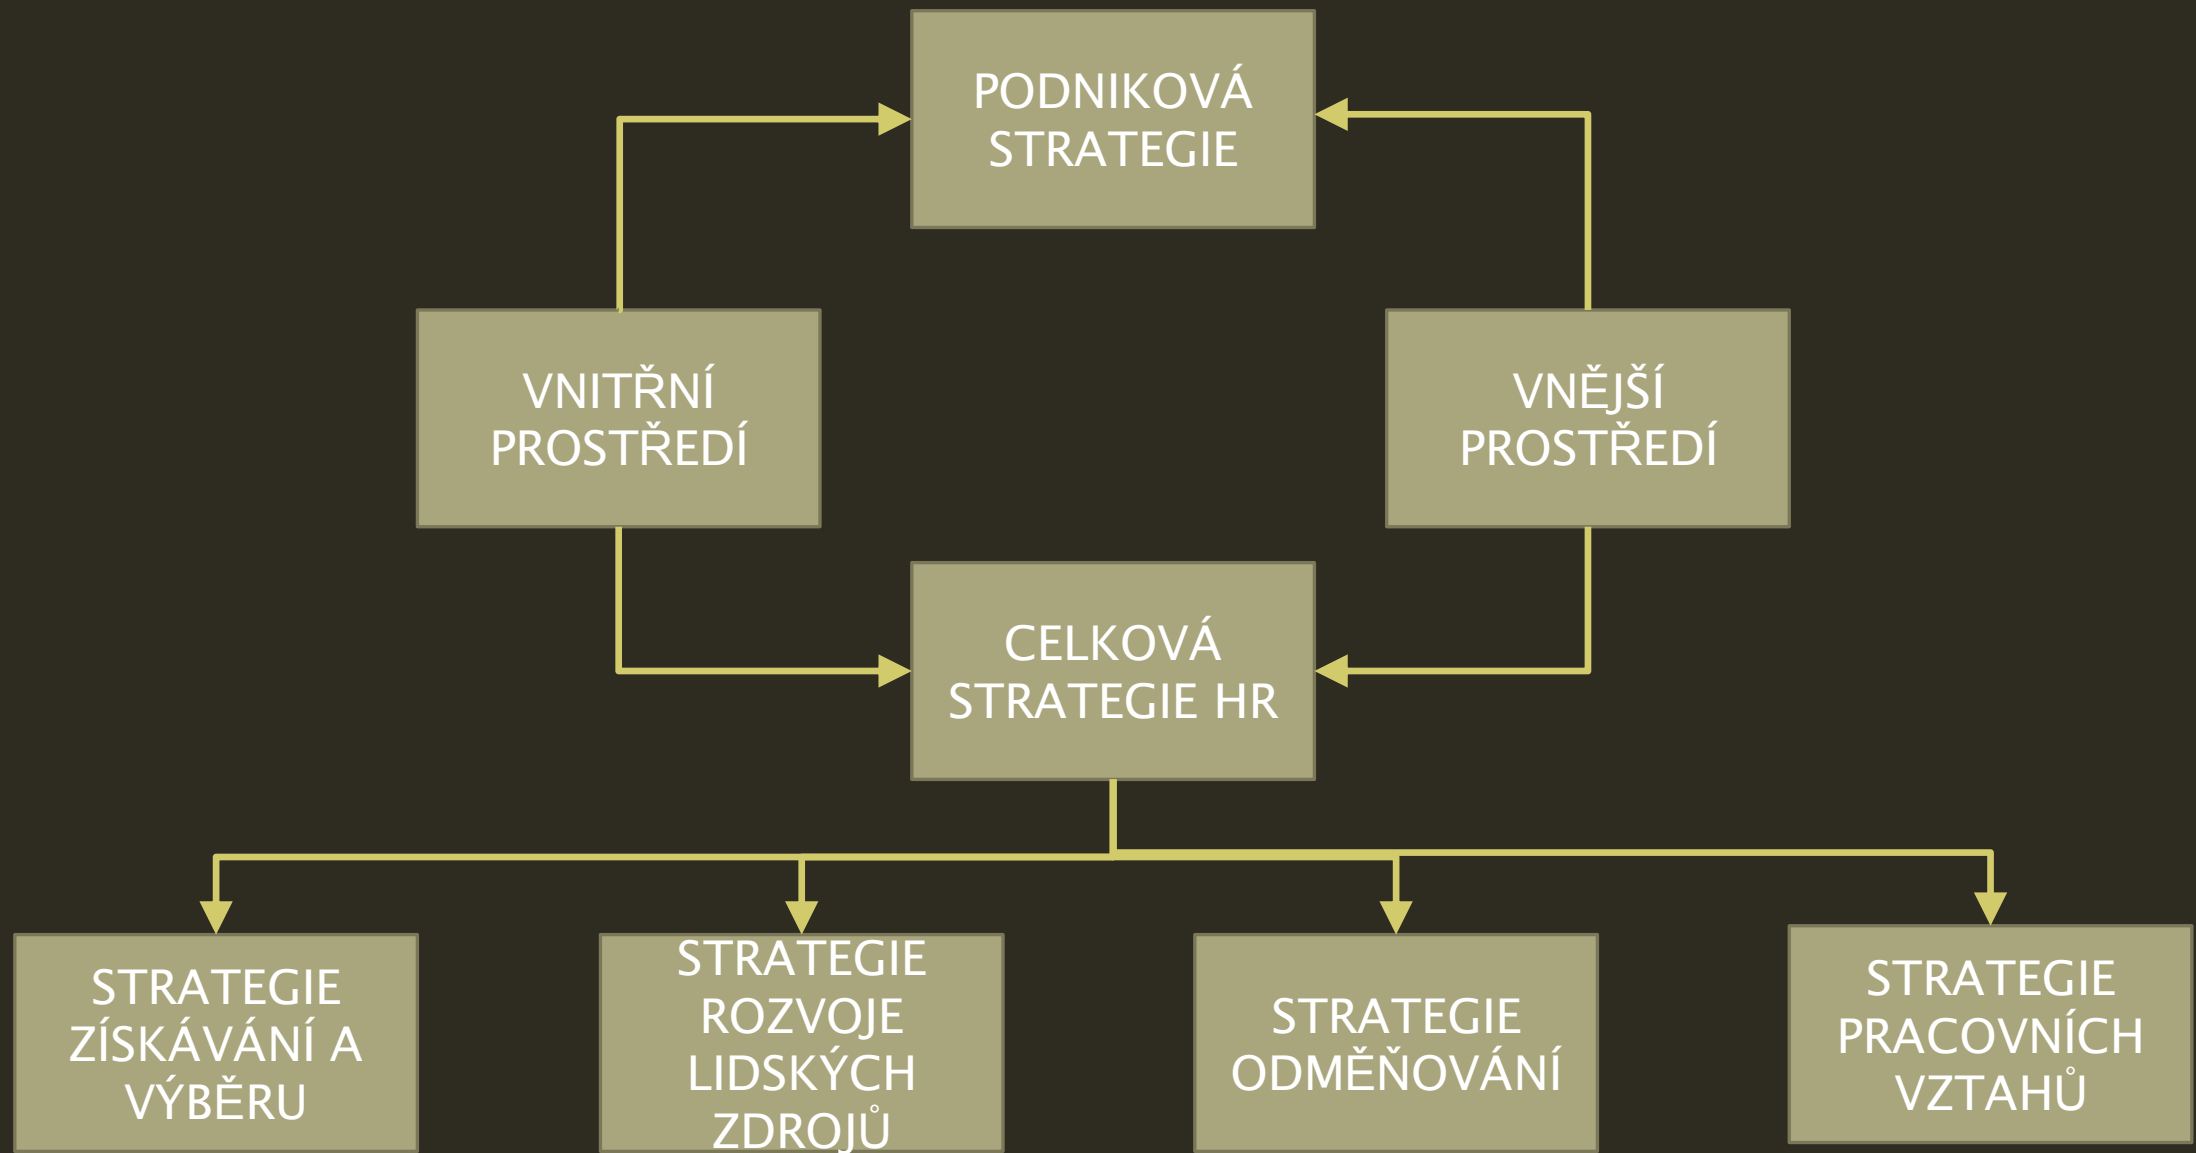 PODNIKOVÁ
STRATEGIE
VNITŘNÍ
PROSTŘEDÍ
VNĚJŠÍ
PROSTŘEDÍ
CELKOVÁ
STRATEGIE HR
STRATEGIE
ZÍSKÁVÁNÍ A
VÝBĚRU
STRATEGIE
ROZVOJE
LIDSKÝCH
ZDROJŮ
STRATEGIE
ODMĚŇOVÁNÍ
STRATEGIE
PRACOVNÍCH
VZTAHŮ